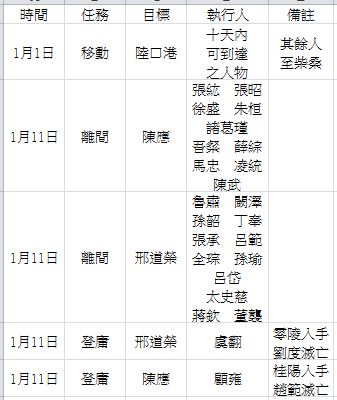 時間 任務 目標 執行人 備註
1月1日 移動 陸口港 十天內 可到達 之人物 其餘人 至柴桑
1月11日 離間 陳應 張紘 張昭
徐盛 朱桓
諸葛瑾
吾粲 薛綜
馬忠 凌統
陳武
1月11日 離間 邢道榮 魯肅 闞澤
孫韶 丁奉
張承 呂範
全琮 孫瑜
呂岱
太史慈
蔣欽 董襲
1月11日 登庸 邢道榮 虞翻 零陵入手
劉度滅亡
1月11日 登庸 陳應 顧雍 桂陽入手
趙範滅亡